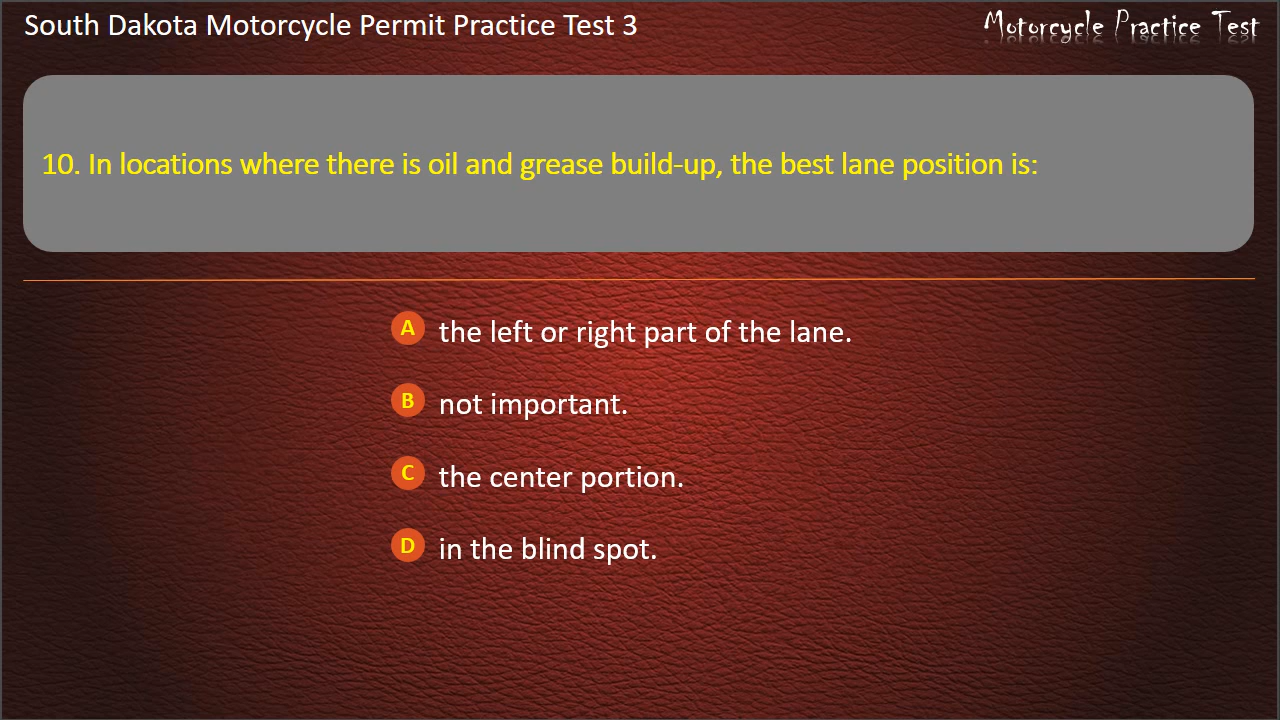 South Dakota Motorcycle Permit Practice Test 3
Motorcycle Practice Test
10. In locations where there is oil and grease build-up, the best lane position is:
A the left or right part of the lane.
B not important.
C the center portion.
D in the blind spot.